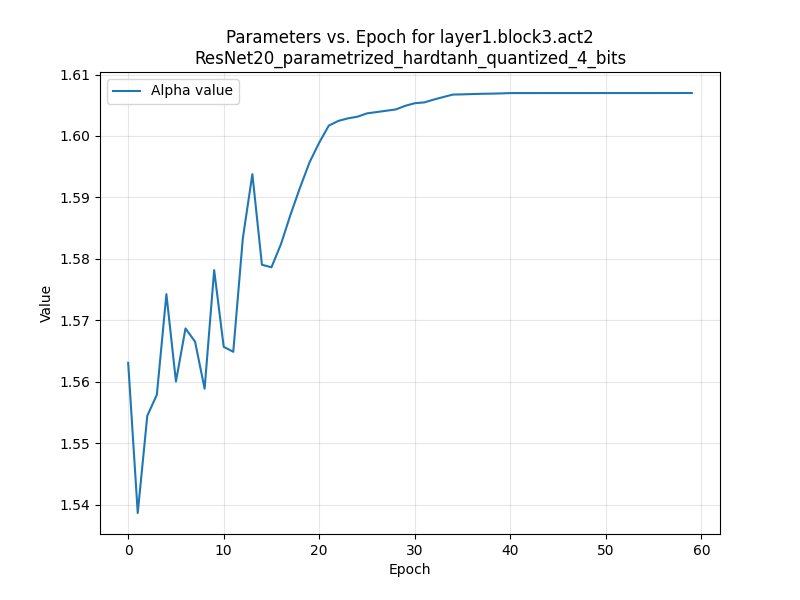 Parameters vs. Epoch for layer1.block3.act2
ResNet20_parametrized_hardtanh_quantized_4_bits
Alpha value
1.61
1.60
1.59
1.58
1.57
1.56
1.55
1.54
Value
0 10 20 30 40 50 60
Epoch